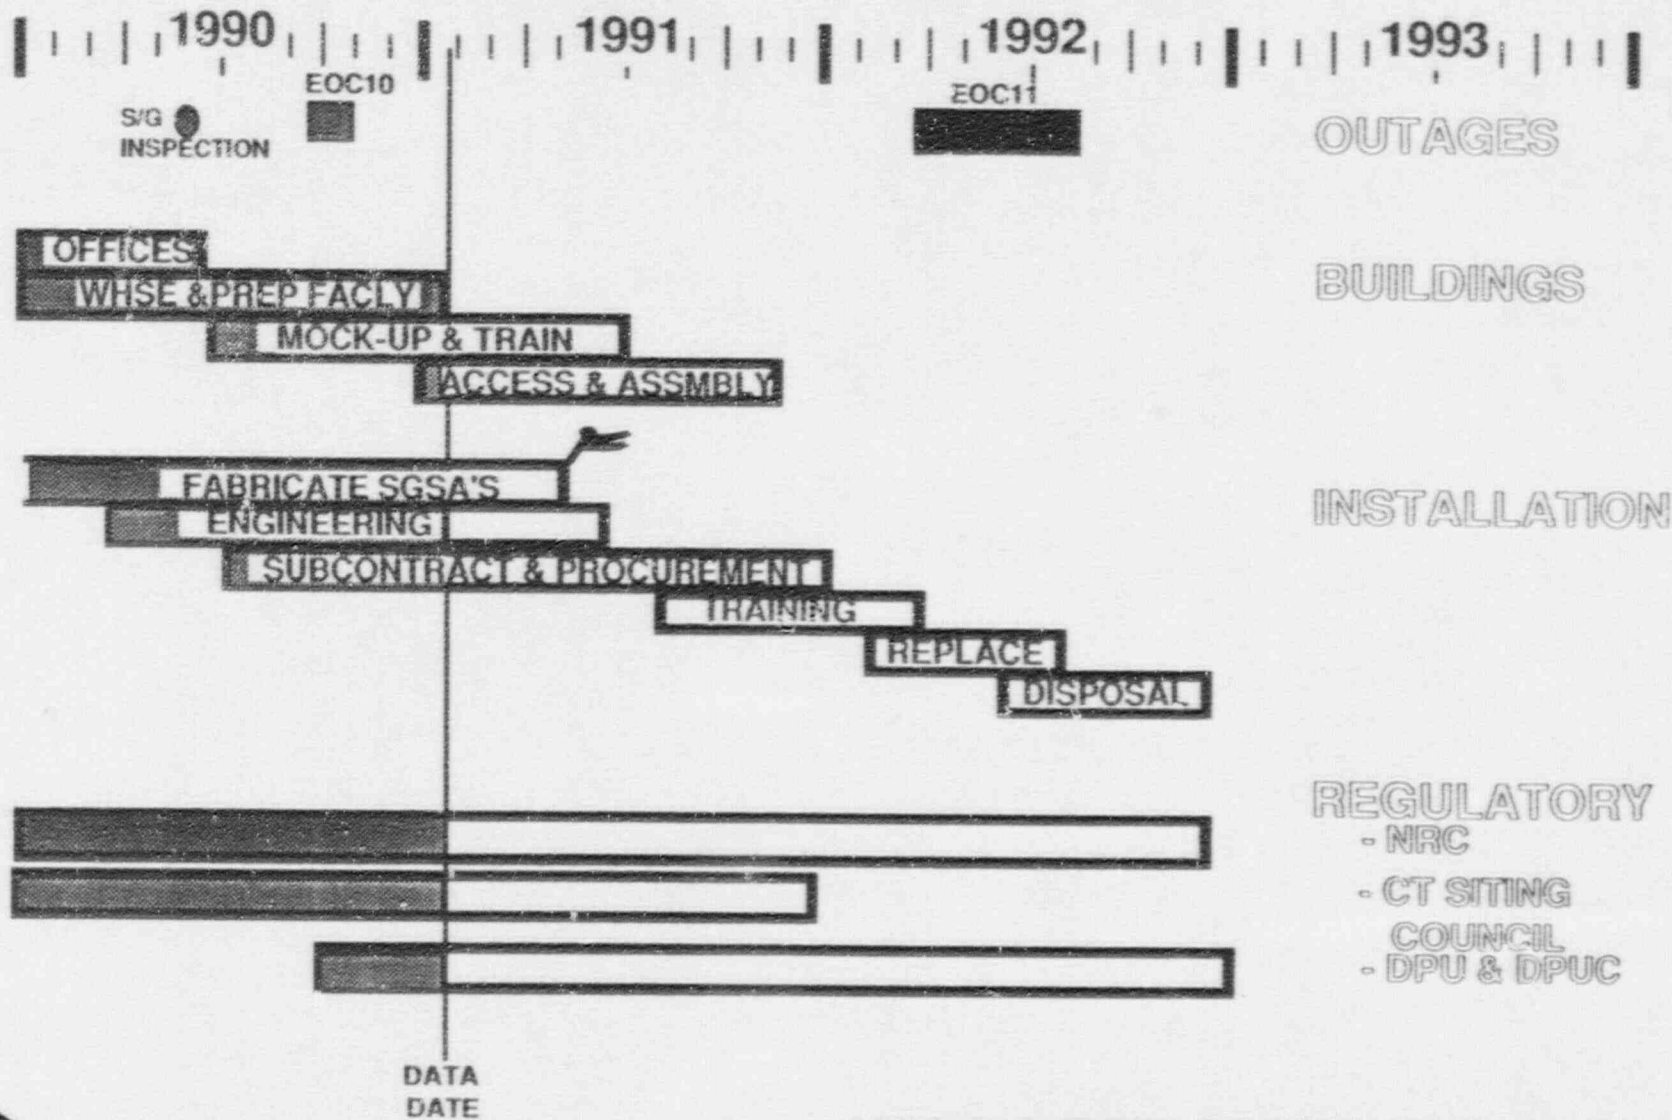 1990 1991 1992 1993
EOC10
EOC11
S/G
INSPECTION
OUTAGES
OFFICES
WHSE & PREP FACLY
MOCK-UP & TRAIN
ACCESS & ASSMBLY
BUILDINGS
FABRICATE SGSA'S
ENGINEERING
SUBCONTRACT & PROCUREMENT
TRAINING
REPLACE
DISPOSAL
INSTALLATION
REGULATORY
- NRC
- CT SITING
COUNCIL
- DPU & DPUC
DATA
DATE